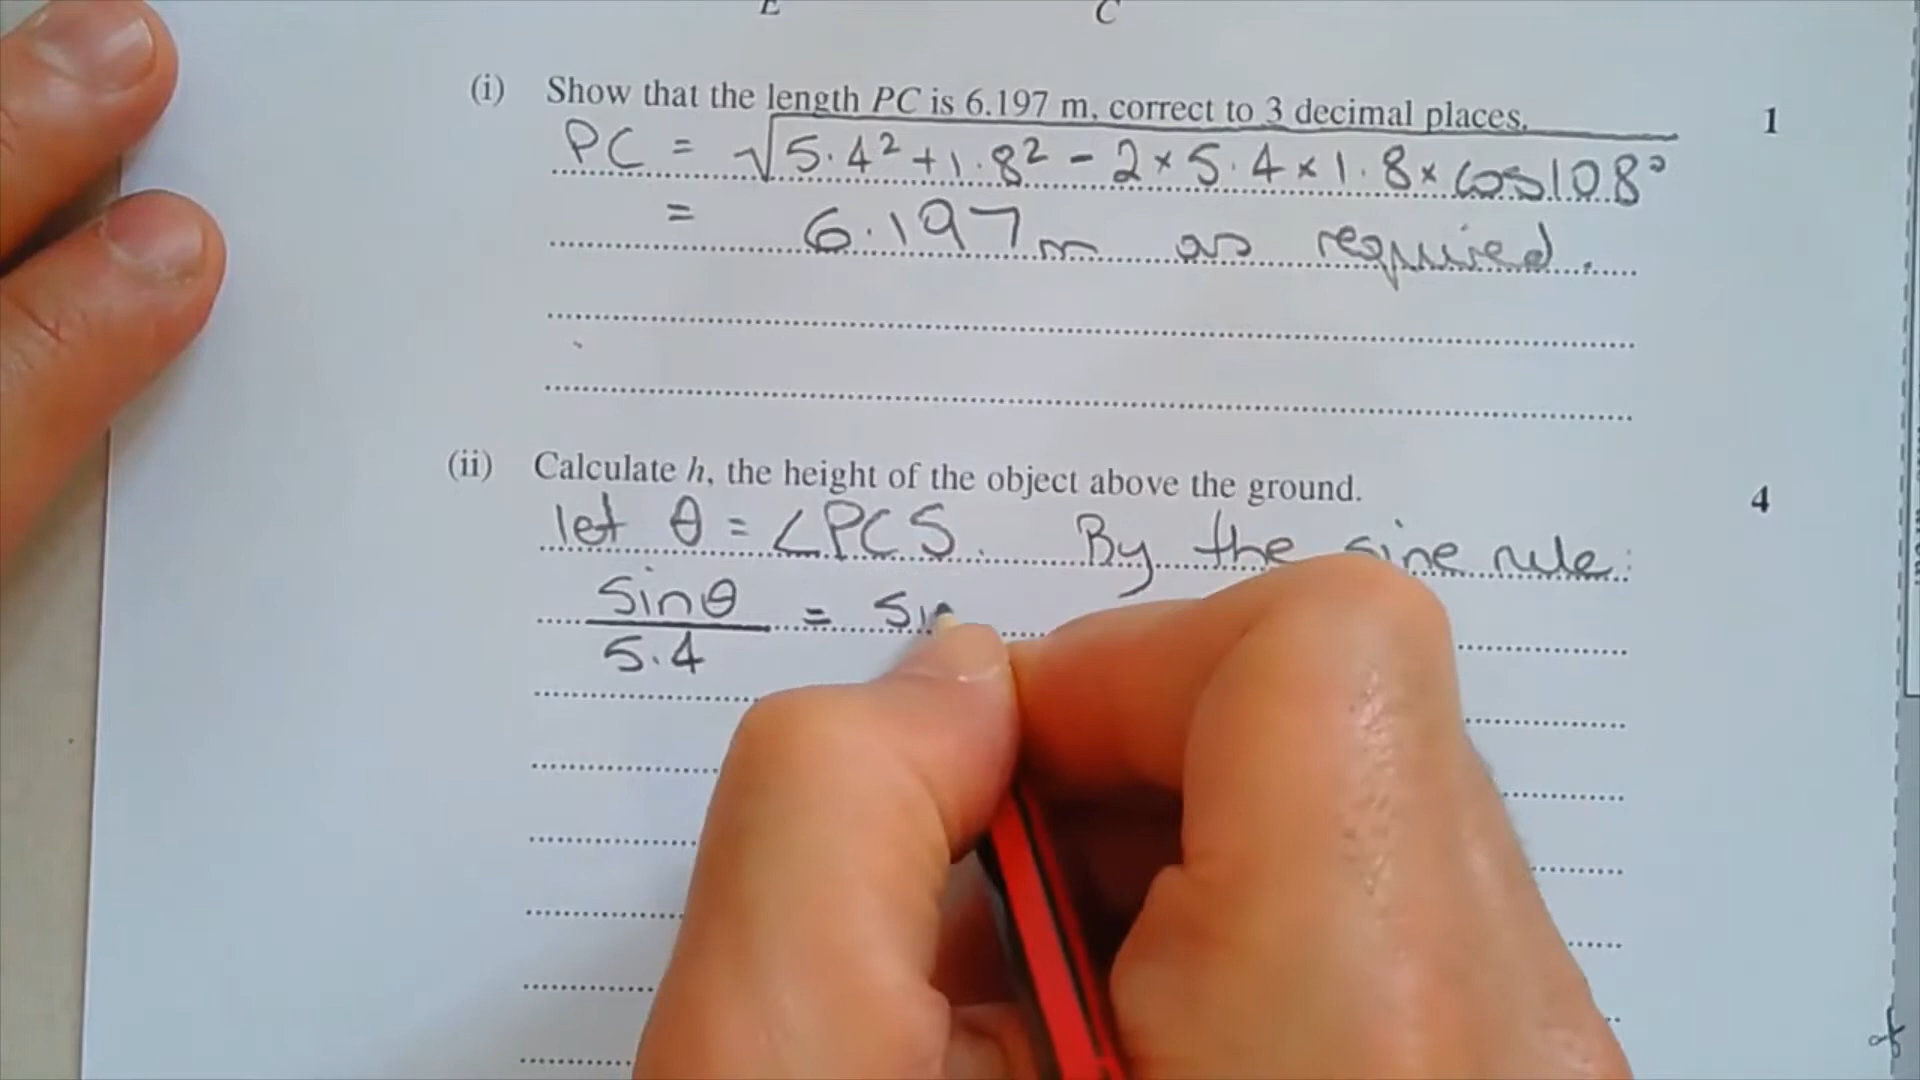 E C
(i) Show that the length PC is 6.197 m, correct to 3 decimal places. 1
PC = √5.4² + 1.8² - 2 × 5.4 × 1.8 × cos108°
= 6.197 m as required.
(ii) Calculate h, the height of the object above the ground. 4
let θ = ∠PCS. By the sine rule:
sinθ
= si
5.4